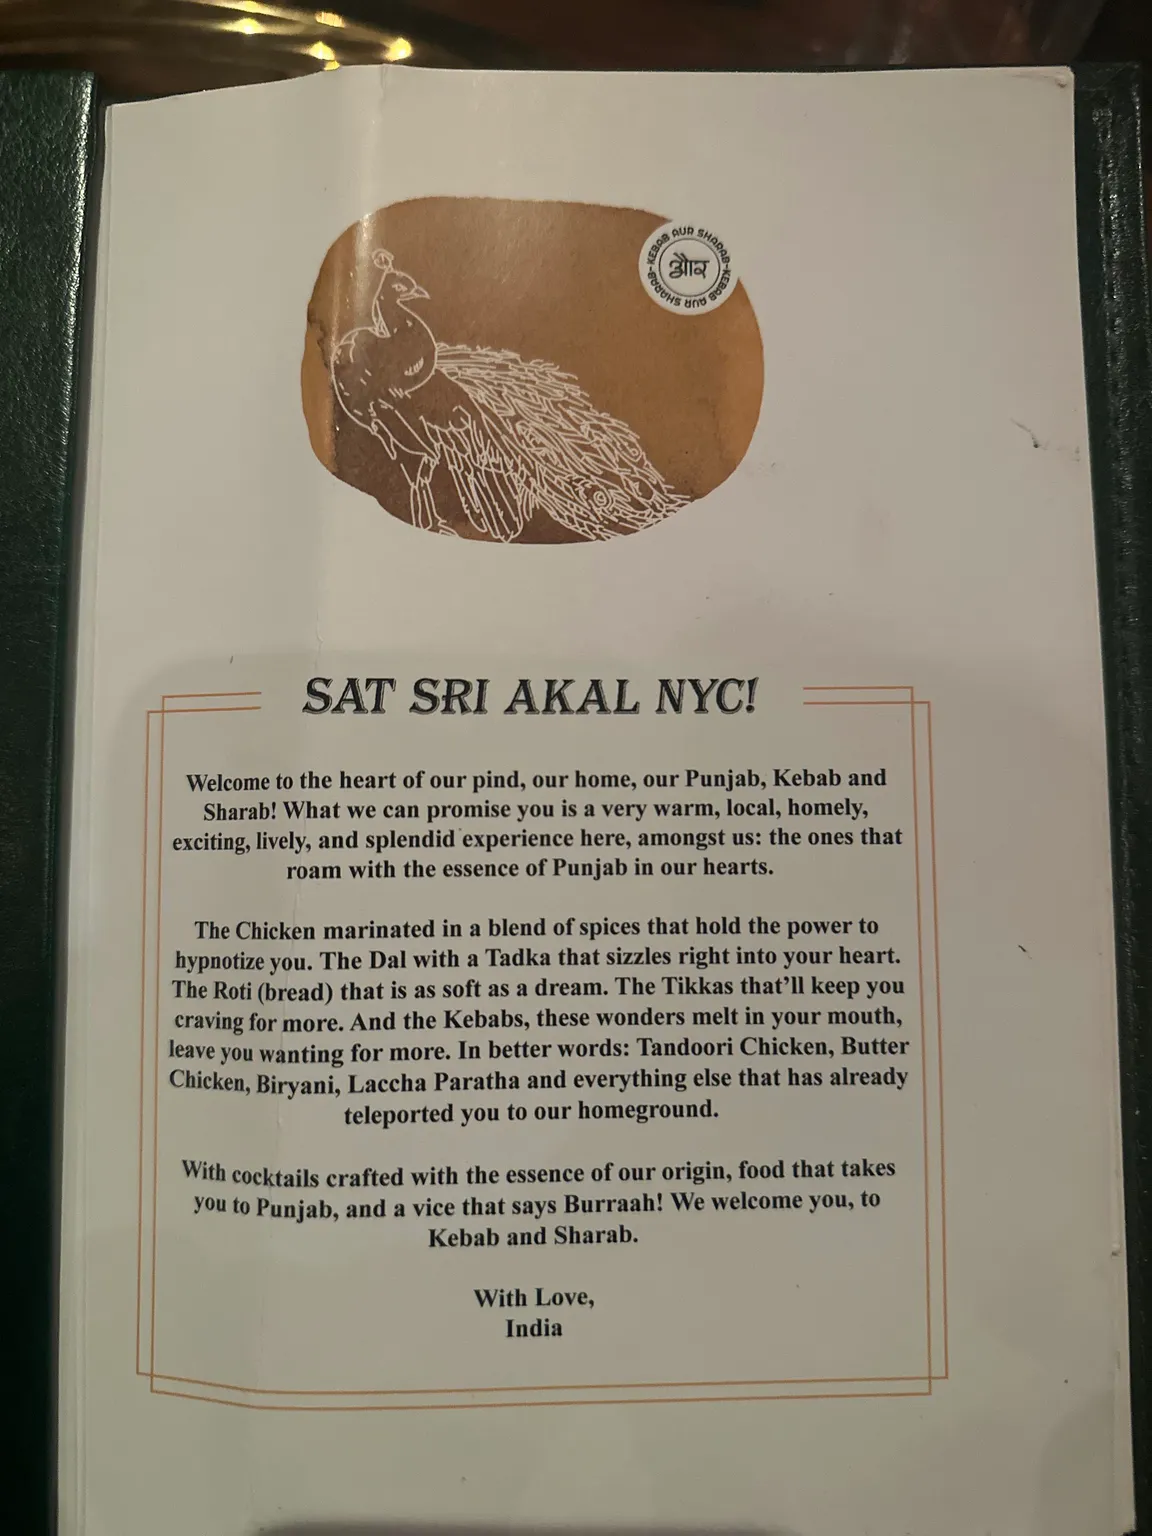 KEBAB AUR SHARAB-KEBAB AUR SHARAB-
और
SAT SRI AKAL NYC!
Welcome to the heart of our pind, our home, our Punjab, Kebab and
Sharab! What we can promise you is a very warm, local, homely,
exciting, lively, and splendid experience here, amongst us: the ones that
roam with the essence of Punjab in our hearts.
The Chicken marinated in a blend of spices that hold the power to
hypnotize you. The Dal with a Tadka that sizzles right into your heart.
The Roti (bread) that is as soft as a dream. The Tikkas that’ll keep you
craving for more. And the Kebabs, these wonders melt in your mouth,
leave you wanting for more. In better words: Tandoori Chicken, Butter
Chicken, Biryani, Laccha Paratha and everything else that has already
teleported you to our homeground.
With cocktails crafted with the essence of our origin, food that takes
you to Punjab, and a vice that says Burraah! We welcome you, to
Kebab and Sharab.
With Love,
India